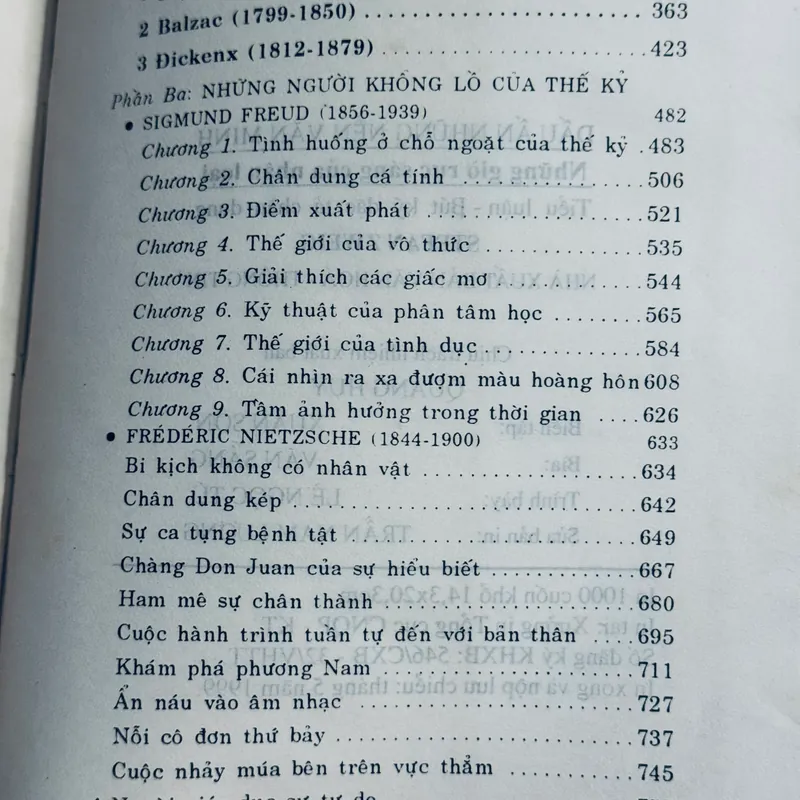 2 Balzac (1799-1850) .......................... 363
3 Đickenx (1812-1879) .......................... 423
Phần Ba: NHỮNG NGƯỜI KHỔNG LỒ CỦA THẾ KỶ
• SIGMUND FREUD (1856-1939) 482
Chương 1. Tình huống ở chỗ ngoặt của thế kỷ .483
Chương 2. Chân dung cá tính ................ 506
Chương 3. Điểm xuất phát .................... 521
Chương 4. Thế giới của vô thức ............. 535
Chương 5. Giải thích các giấc mơ ........... 544
Chương 6. Kỹ thuật của phân tâm học ...... 565
Chương 7. Thế giới của tình dục ............. 584
Chương 8. Cái nhìn ra xa đượm màu hoàng hôn 608
Chương 9. Tầm ảnh hưởng trong thời gian .... 626
• FRÉDÉRIC NIETZSCHE (1844-1900) 633
Bi kịch không có nhân vật .................... 634
Chân dung kép ................................ 642
Sự ca tụng bệnh tật .......................... 649
Chàng Don Juan của sự hiểu biết ............. 667
Ham mê sự chân thành ........................ 680
Cuộc hành trình tuần tự đến với bản thân ... 695
Khám phá phương Nam ........................ 711
Ẩn náu vào âm nhạc .......................... 727
Nỗi cô đơn thứ bảy ........................... 737
Cuộc nhảy múa bên trên vực thẳm ........... 745